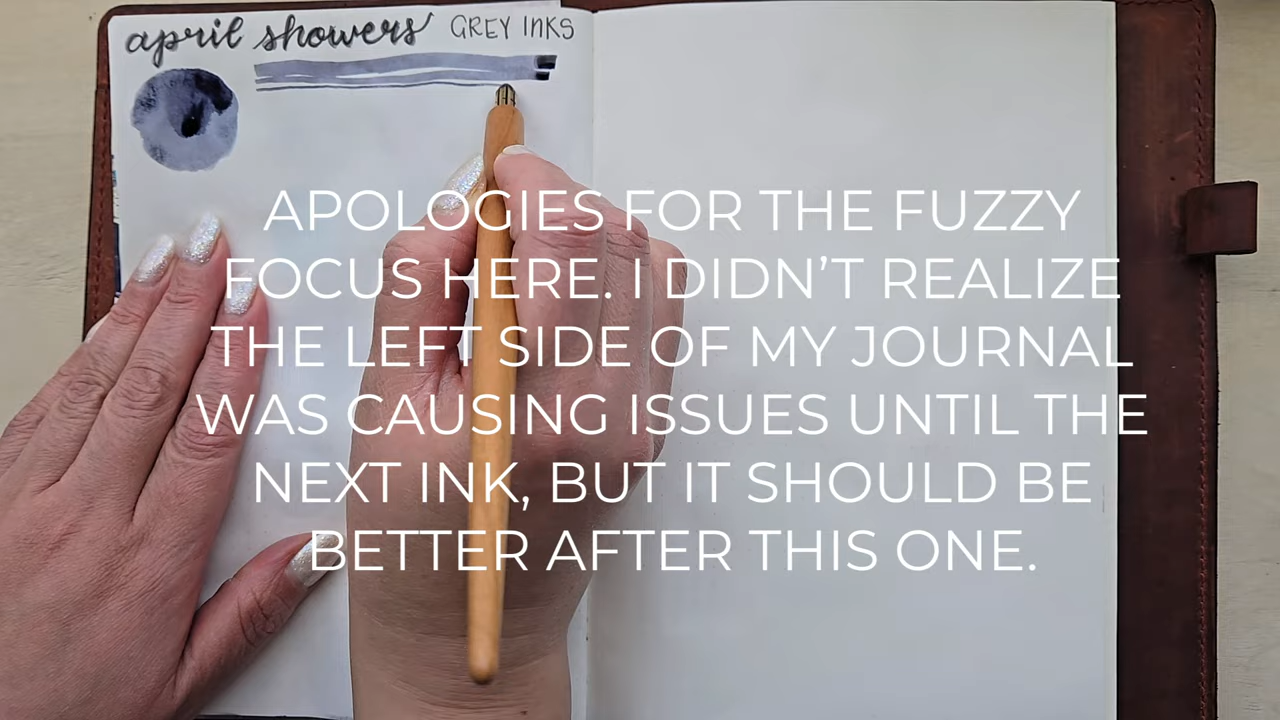 april showers GREY INKS
APOLOGIES FOR THE FUZZY
FOCUS HERE. I DIDN’T REALIZE
THE LEFT SIDE OF MY JOURNAL
WAS CAUSING ISSUES UNTIL THE
NEXT INK, BUT IT SHOULD BE
BETTER AFTER THIS ONE.